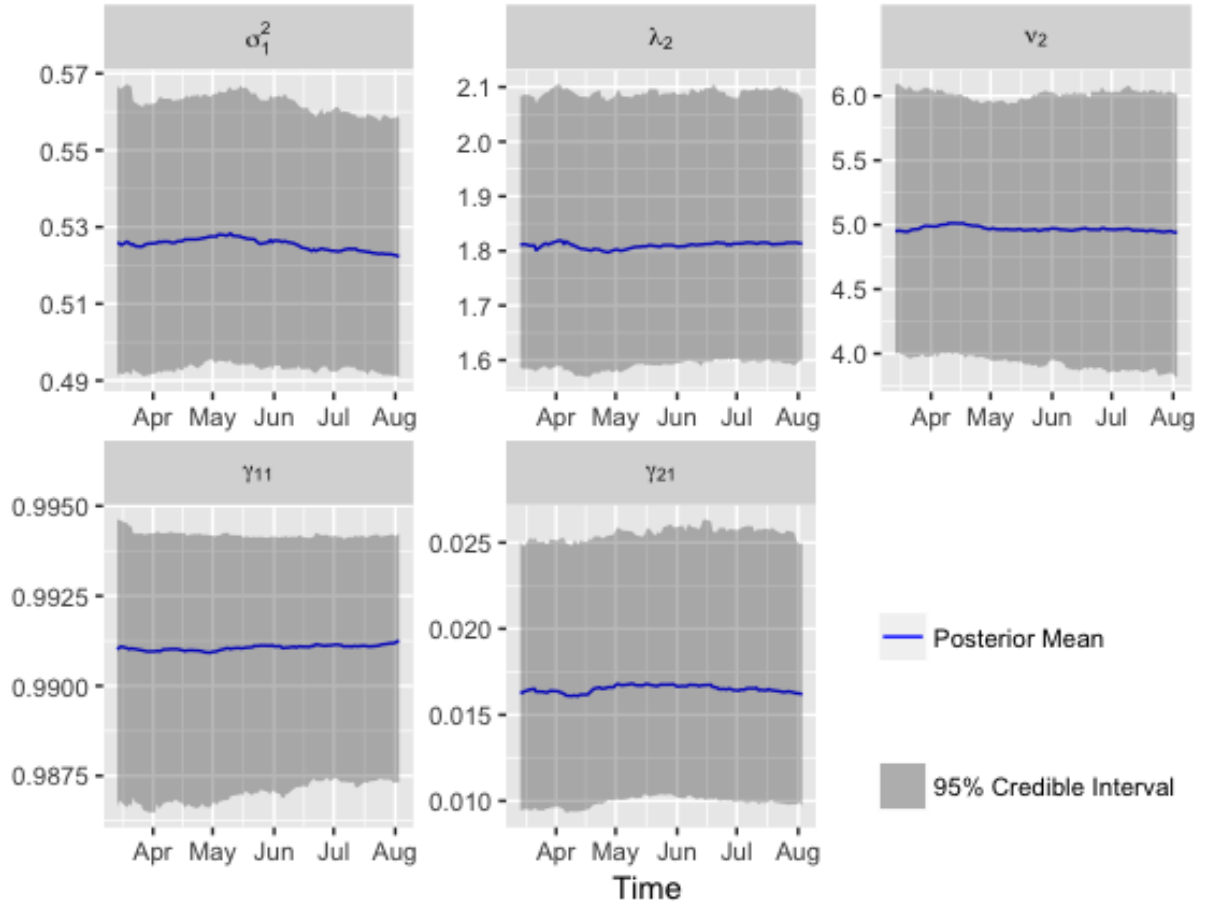 σ₁²
0.57
0.55
0.53
0.51
0.49
Apr May Jun Jul Aug
λ₂
2.1
2.0
1.9
1.8
1.7
1.6
Apr May Jun Jul Aug
ν₂
6.0
5.5
5.0
4.5
4.0
Apr May Jun Jul Aug
γ₁₁
0.9950
0.9925
0.9900
0.9875
Apr May Jun Jul Aug
γ₂₁
0.025
0.020
0.015
0.010
Apr May Jun Jul Aug
Time
Posterior Mean
95% Credible Interval